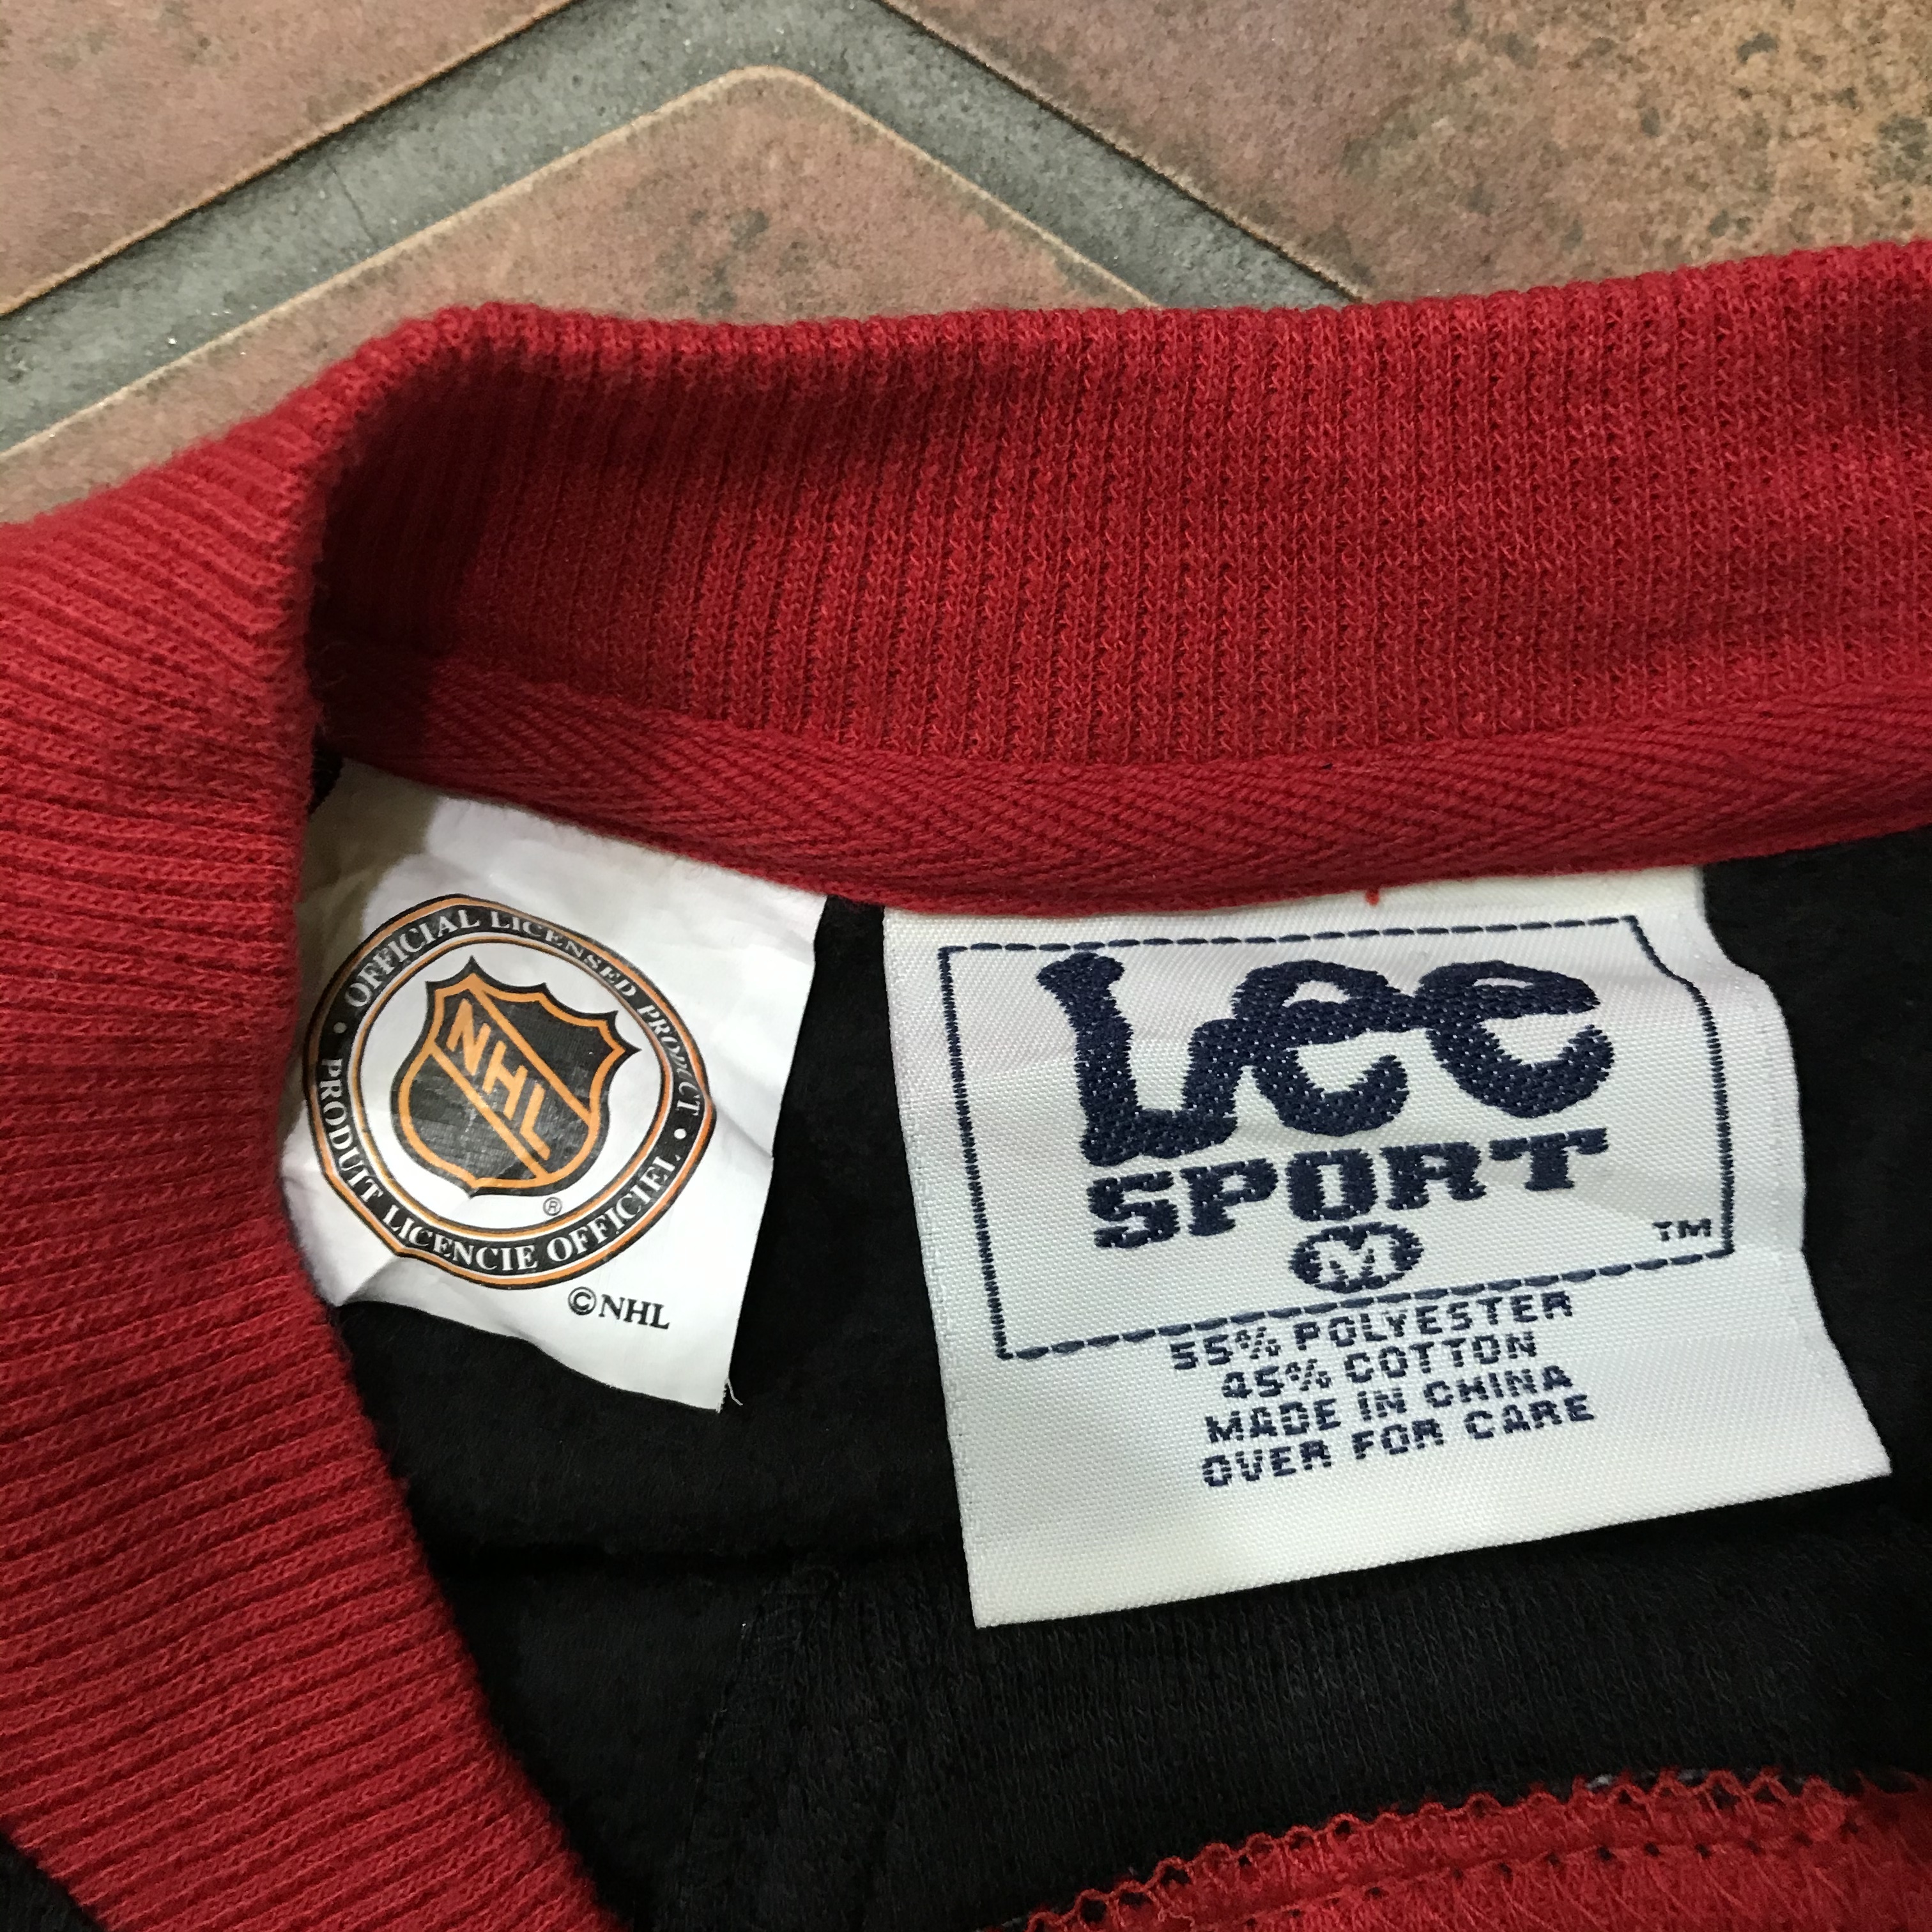 OFFICIAL LICENSED PRODUCT
NHL
®
PRODUIT LICENCIE OFFICIEL
©NHL
Lee
SPORT
M
TM
55% POLYESTER
45% COTTON
MADE IN CHINA
OVER FOR CARE